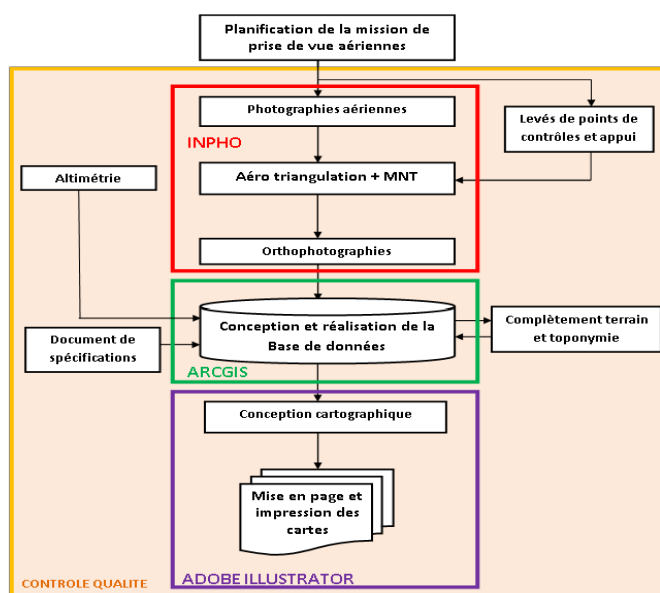 Planification de la mission de
prise de vue aériennes
Photographies aériennes
Levés de points de
contrôles et appui
INPHO
Altimétrie
Aéro triangulation + MNT
Orthophotographies
Conception et réalisation de la
Base de données
Complètement terrain
et toponymie
Document de
spécifications
ARCGIS
Conception cartographique
Mise en page et
impression des
cartes
ADOBE ILLUSTRATOR
CONTROLE QUALITE